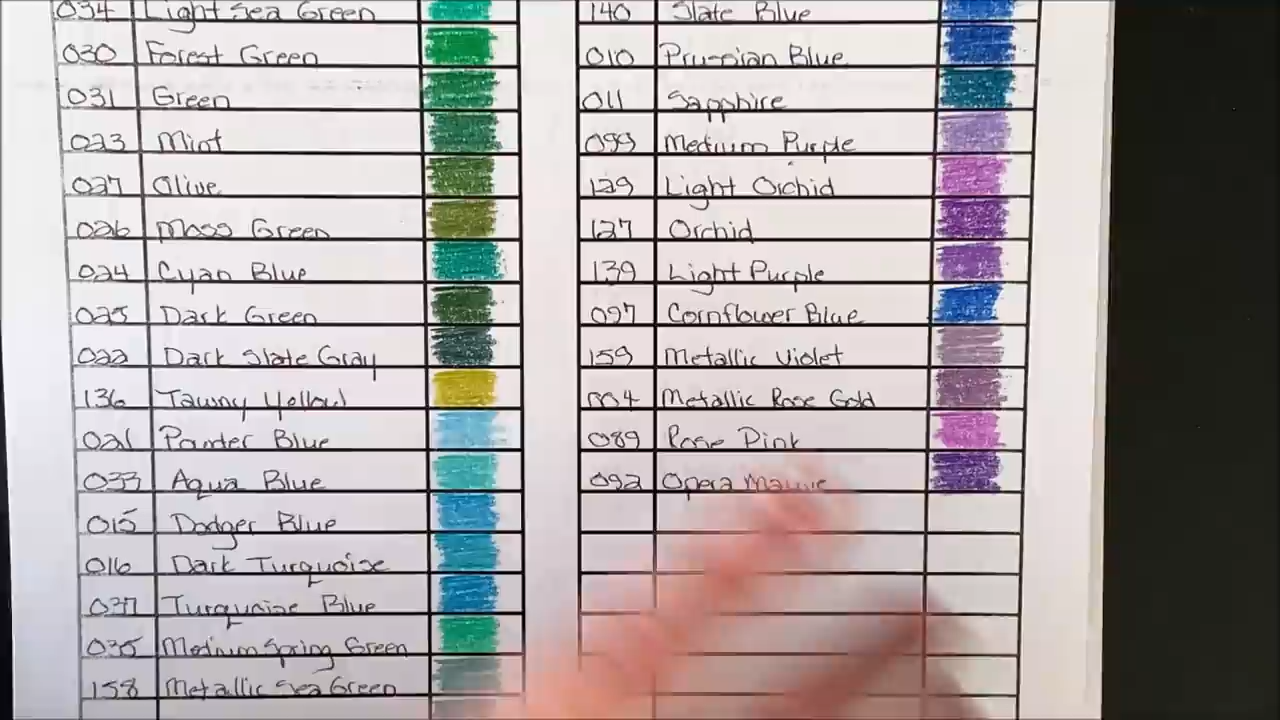 034 Light Sea Green
030 Forest Green
031 Green
023 Mint
027 Olive
026 Moss Green
024 Cyan Blue
025 Dark Green
022 Dark Slate Gray
136 Tawny Yellow
021 Powder Blue
033 Aqua Blue
015 Dodger Blue
016 Dark Turquoise
037 Turquoise Blue
035 Medium Spring Green
158 Metallic Sea Green
140 Slate Blue
010 Prussian Blue
011 Sapphire
099 Medium Purple
129 Light Orchid
127 Orchid
139 Light Purple
097 Cornflower Blue
159 Metallic Violet
004 Metallic Rose Gold
089 Rose Pink
092 Opera Mauve